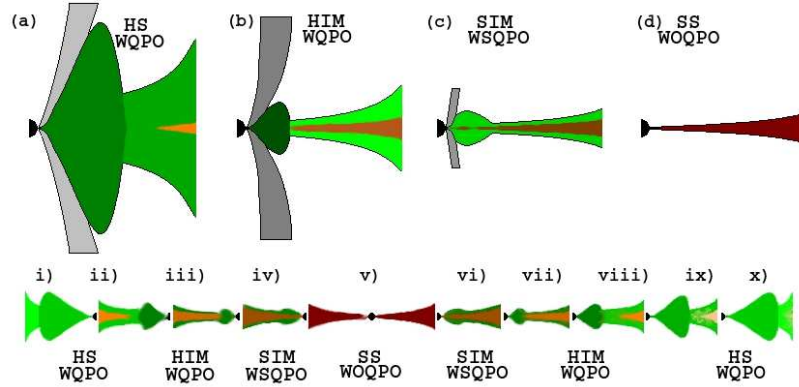 (a) HS
WQPO
(b) HIM
WQPO
(c) SIM
WSQPO
(d) SS
WOQPO
i) ii) iii) iv) v) vi) vii) viii) ix) x)
HS HIM SIM SS SIM HIM HS
WQPO WQPO WSQPO WOQPO WSQPO WQPO WQPO